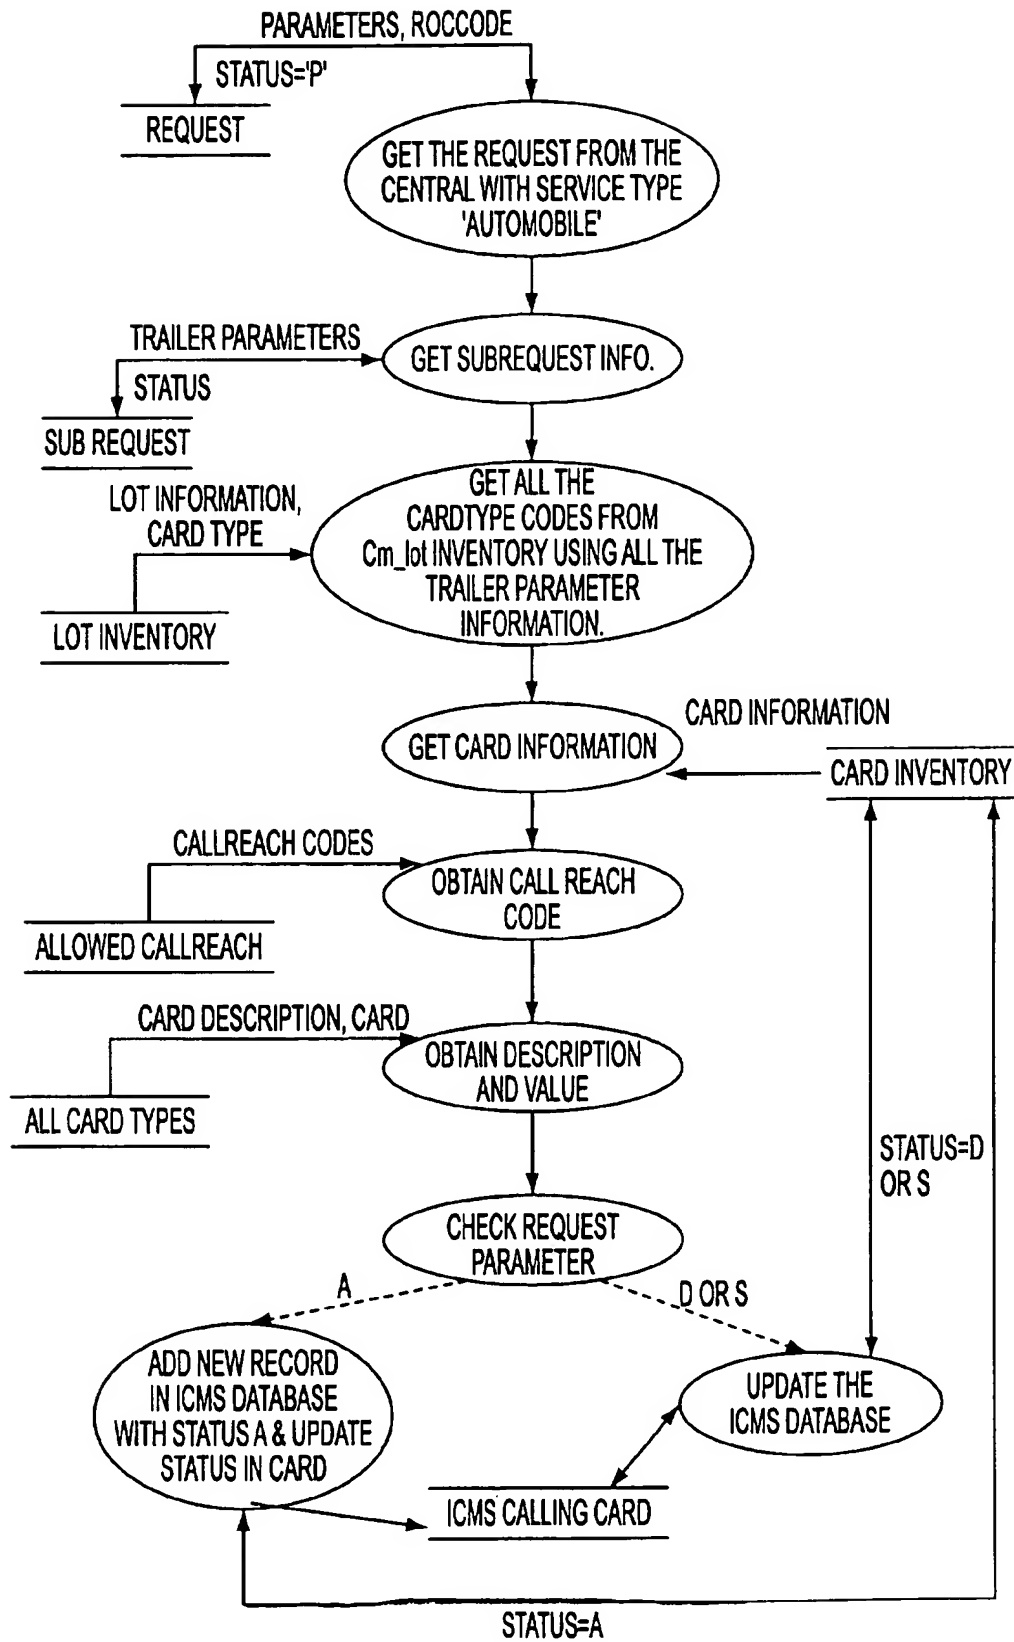 PARAMETERS, ROCCODE
STATUS='P'
REQUEST
GET THE REQUEST FROM THE
CENTRAL WITH SERVICE TYPE
'AUTOMOBILE'
TRAILER PARAMETERS
GET SUBREQUEST INFO.
STATUS
SUB REQUEST
LOT INFORMATION,
CARD TYPE
GET ALL THE
CARDTYPE CODES FROM
Cm_lot INVENTORY USING ALL THE
TRAILER PARAMETER
INFORMATION.
LOT INVENTORY
CARD INFORMATION
GET CARD INFORMATION
CARD INVENTORY
CALLREACH CODES
OBTAIN CALL REACH
CODE
ALLOWED CALLREACH
CARD DESCRIPTION, CARD
OBTAIN DESCRIPTION
AND VALUE
ALL CARD TYPES
STATUS=D
OR S
CHECK REQUEST
PARAMETER
A
D OR S
ADD NEW RECORD
IN ICMS DATABASE
WITH STATUS A & UPDATE
STATUS IN CARD
UPDATE THE
ICMS DATABASE
ICMS CALLING CARD
STATUS=A